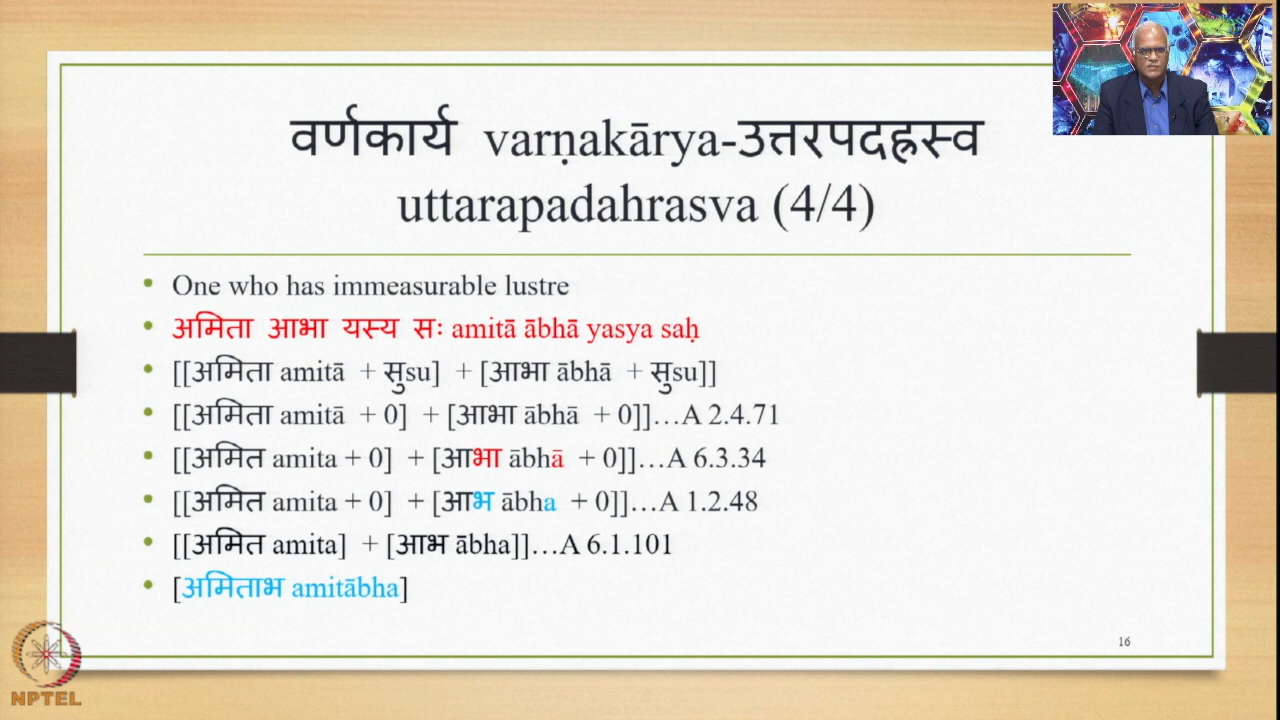 वर्णकार्य varṇakārya-उत्तरपदह्रस्व
uttarapadahrasva (4/4)
• One who has immeasurable lustre
• अमिता आभा यस्य सः amitā ābhā yasya saḥ
• [[अमिता amitā + सुsu] + [आभा ābhā + सुsu]]
• [[अमिता amitā + 0] + [आभा ābhā + 0]]…A 2.4.71
• [[अमित amita + 0] + [आभा ābhā + 0]]…A 6.3.34
• [[अमित amita + 0] + [आभ ābha + 0]]…A 1.2.48
• [[अमित amita] + [आभ ābha]]…A 6.1.101
• [अमिताभ amitābha]
16
NPTEL